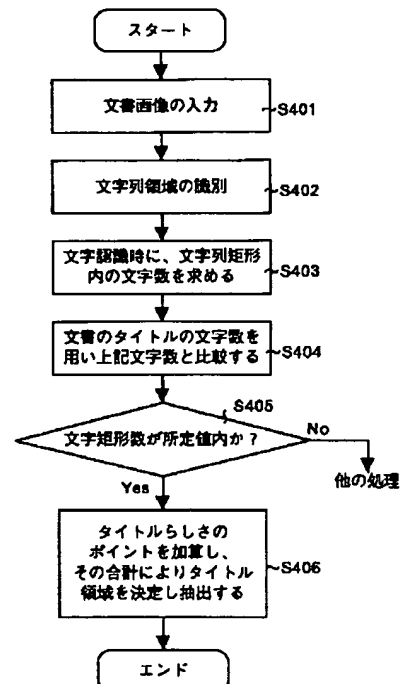 スタート
文書画像の入力
S401
文字列領域の識別
S402
文字認識時に、文字列矩形
内の文字数を求める
S403
文書のタイトルの文字数を
用い上記文字数と比較する
S404
S405
文字矩形数が所定値内か？
No
他の処理
Yes
タイトルらしさの
ポイントを加算し、
その合計によりタイトル
領域を決定し抽出する
S406
エンド